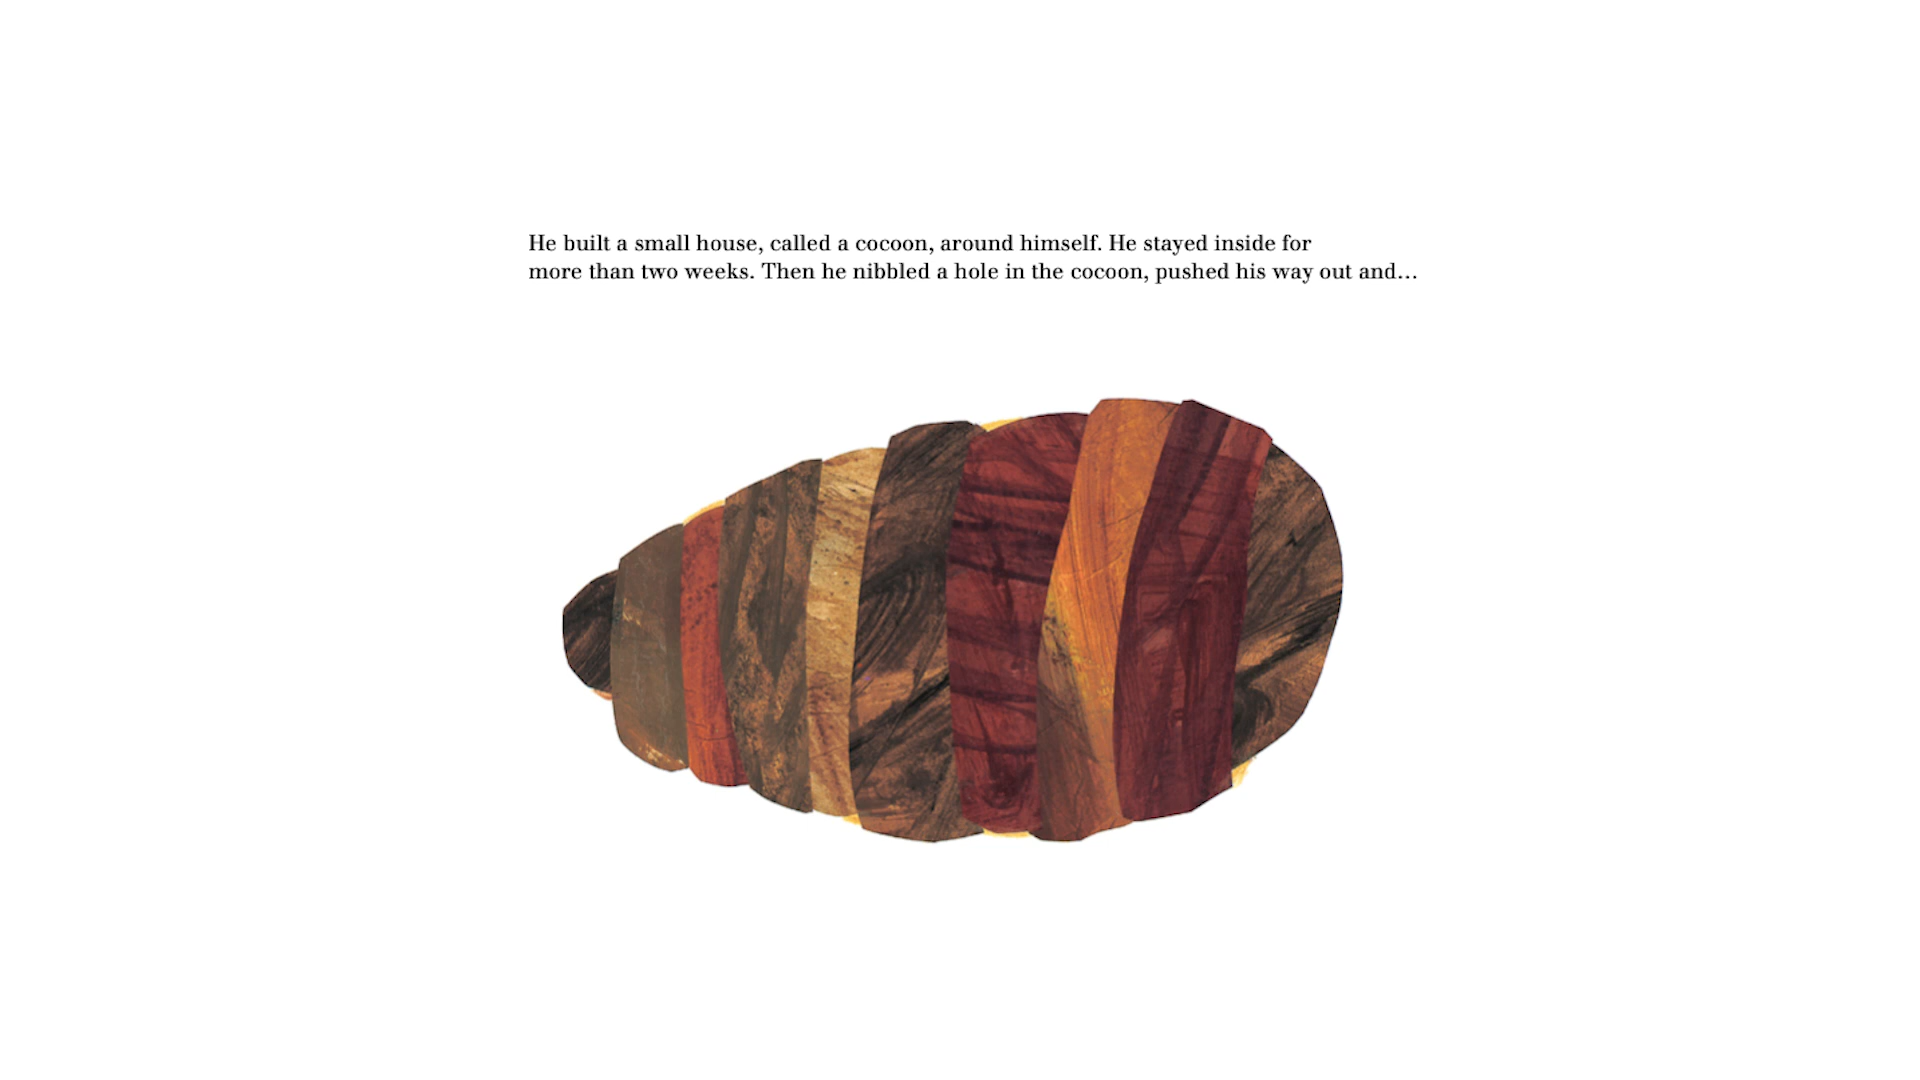 He built a small house, called a cocoon, around himself. He stayed inside for
more than two weeks. Then he nibbled a hole in the cocoon, pushed his way out and…